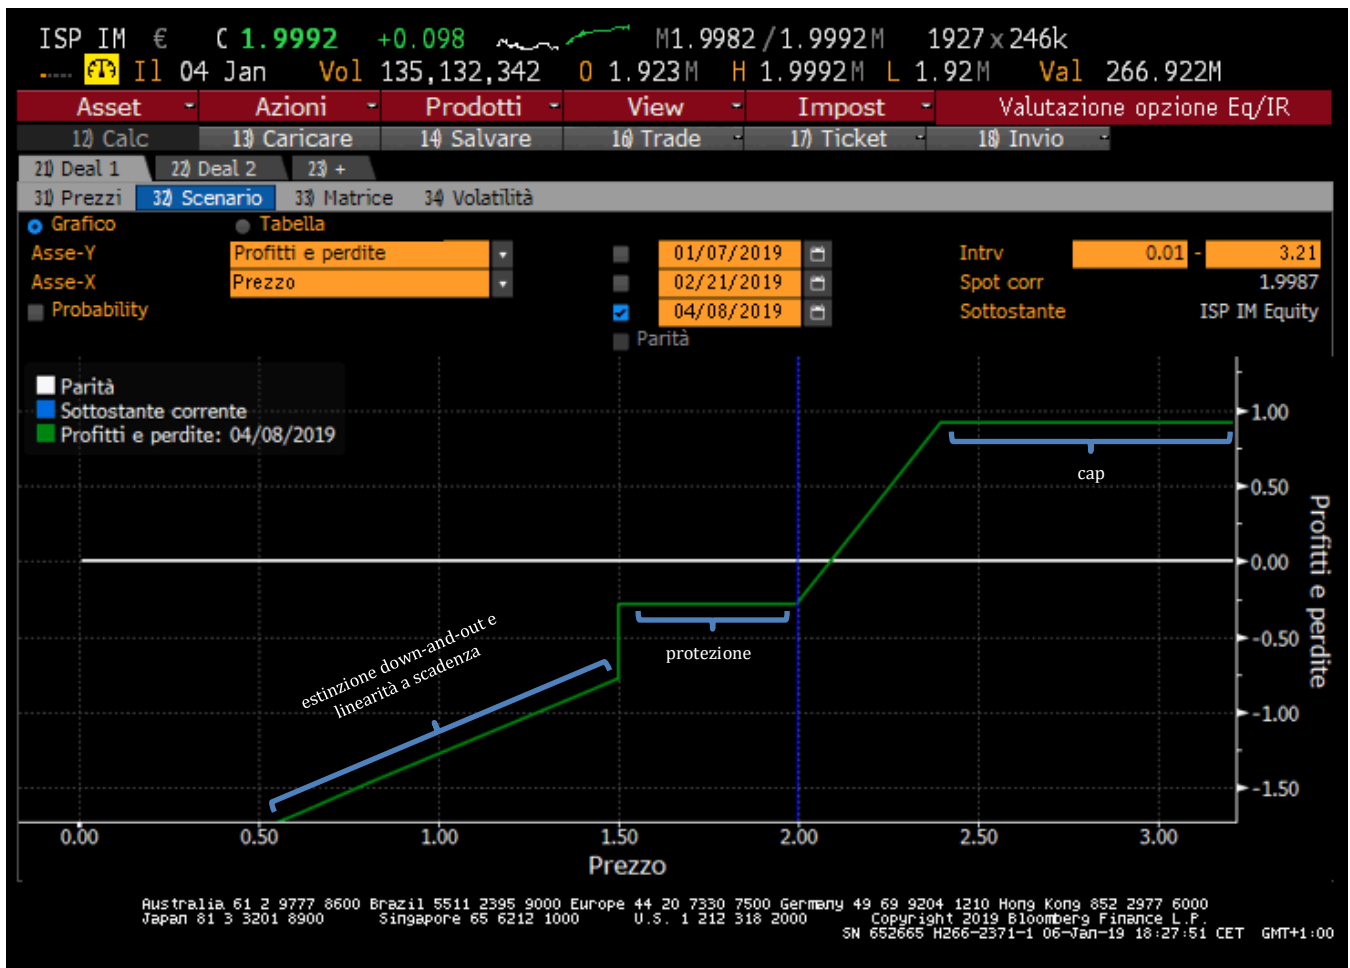 ISP IM € C 1.9992 +0.098 M1.9982 / 1.9992M 1927 x 246k
Il 04 Jan Vol 135,132,342 O 1.923M H 1.9992M L 1.92M Val 266.922M
Asset Azioni Prodotti View Impost Valutazione opzione Eq/IR
12) Calc 13) Caricare 14) Salvare 16) Trade 17) Ticket 18) Invio
21) Deal 1 22) Deal 2 23) +
31) Prezzi 32) Scenario 33) Matrice 34) Volatilità
Grafico Tabella
Asse-Y Profitti e perdite 01/07/2019 Intrv 0.01 - 3.21
Asse-X Prezzo 02/21/2019 Spot corr 1.9987
Probability 04/08/2019 Sottostante ISP IM Equity
Parità
Parità
Sottostante corrente
Profitti e perdite: 04/08/2019
1.00
cap
0.50
0.00
-0.50
-1.00
-1.50
Profitti e perdite
estinzione down-and-out e
linearità a scadenza
protezione
0.00 0.50 1.00 1.50 2.00 2.50 3.00
Prezzo
Australia 61 2 9777 8600 Brazil 5511 2395 9000 Europe 44 20 7330 7500 Germany 49 69 9204 1210 Hong Kong 852 2977 6000
Japan 81 3 3201 8900 Singapore 65 6212 1000 U.S. 1 212 318 2000 Copyright 2019 Bloomberg Finance L.P.
SN 652665 H266-2371-1 06-Jan-19 18:27:51 CET GMT+1:00